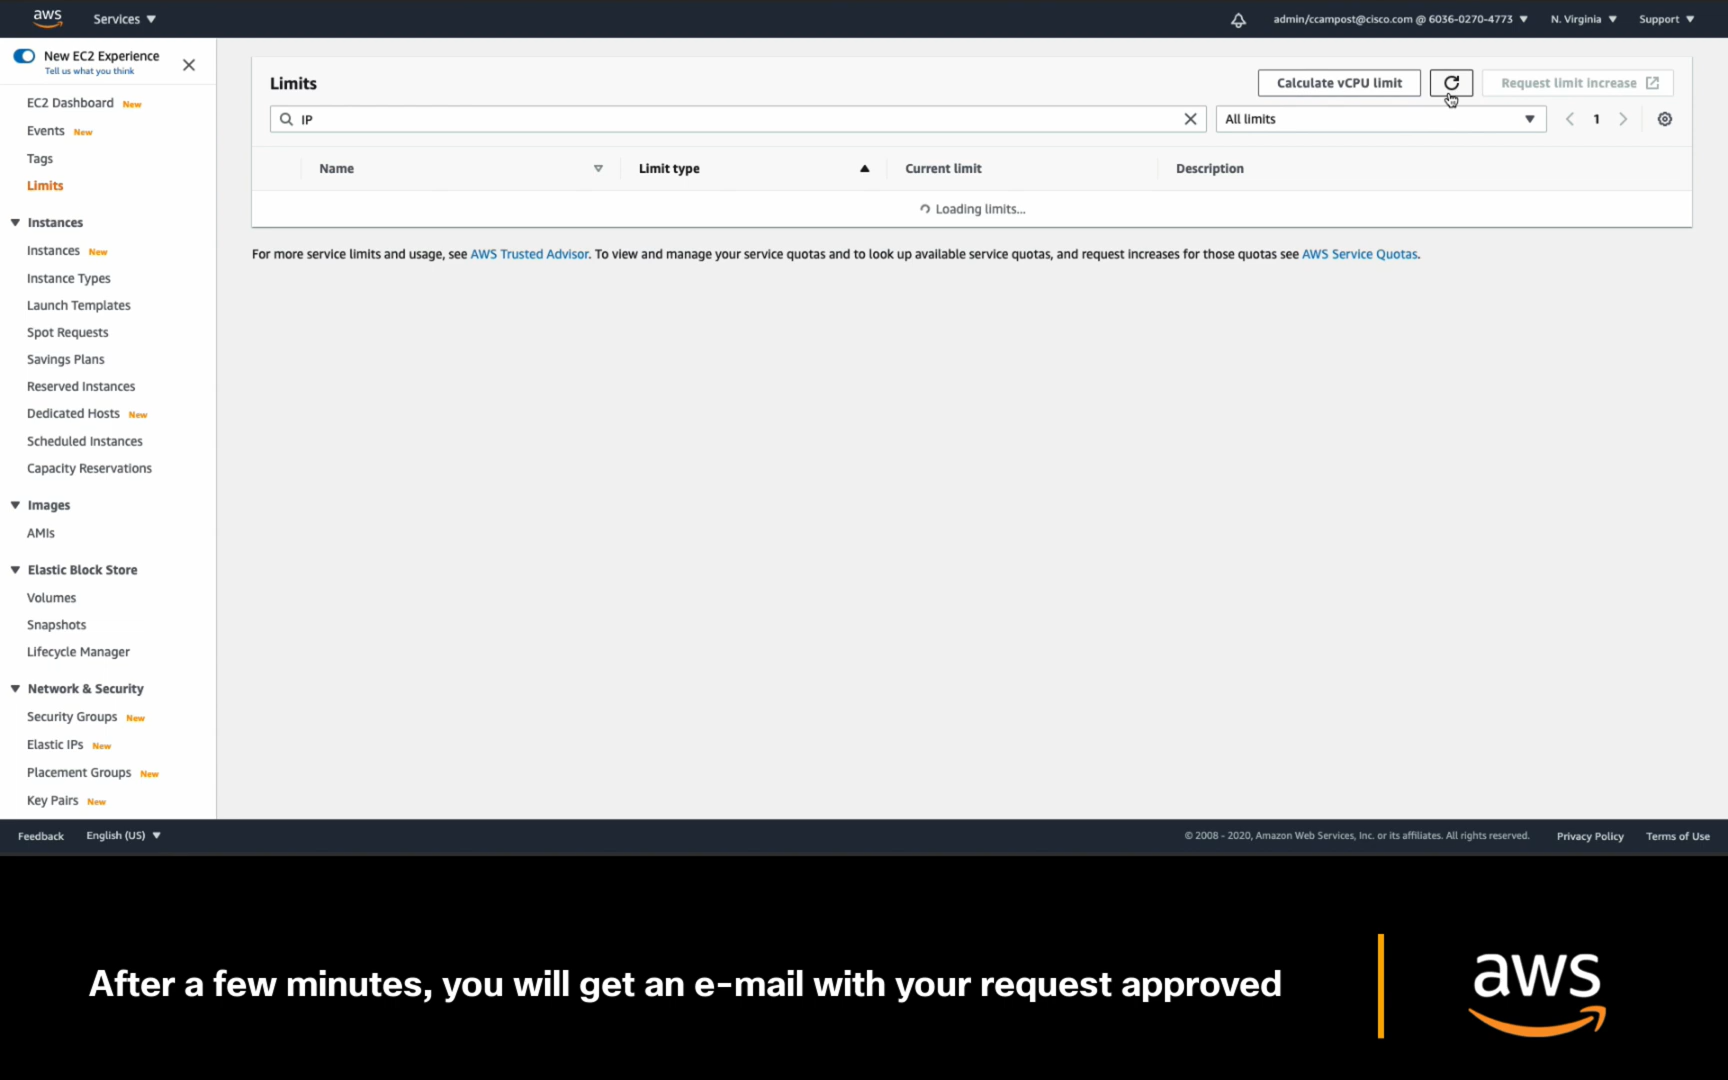 aws
Services
admin/ccampost@cisco.com @ 6036-0270-4773
N. Virginia
Support
New EC2 Experience
Tell us what you think
EC2 Dashboard New
Events New
Tags
Limits
Instances
Instances New
Instance Types
Launch Templates
Spot Requests
Savings Plans
Reserved Instances
Dedicated Hosts New
Scheduled Instances
Capacity Reservations
Images
AMIs
Elastic Block Store
Volumes
Snapshots
Lifecycle Manager
Network & Security
Security Groups New
Elastic IPs New
Placement Groups New
Key Pairs New
Limits
Calculate vCPU limit
Request limit increase
IP
All limits
1
Name
Limit type
Current limit
Description
Loading limits...
For more service limits and usage, see AWS Trusted Advisor. To view and manage your service quotas and to look up available service quotas, and request increases for those quotas see AWS Service Quotas.
Feedback
English (US)
© 2008 - 2020, Amazon Web Services, Inc. or its affiliates. All rights reserved.
Privacy Policy
Terms of Use
After a few minutes, you will get an e-mail with your request approved
aws